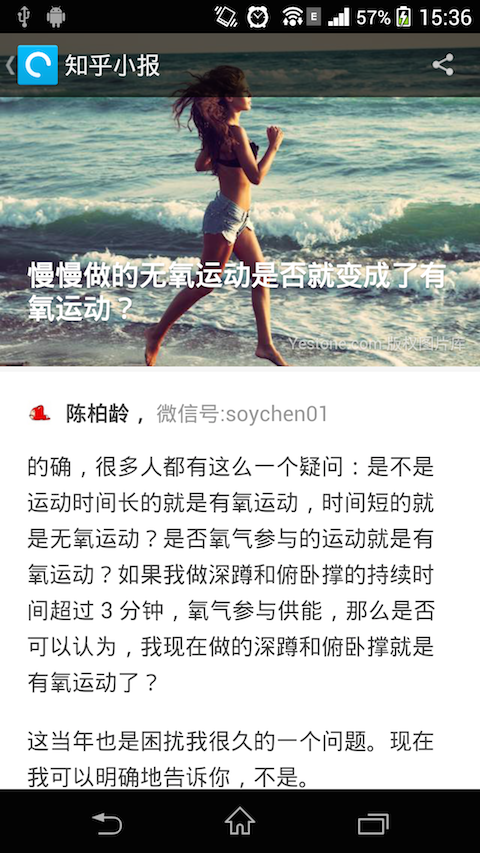 E
57%
15:36
知乎小报
慢慢做的无氧运动是否就变成了有
氧运动？
Yestone.com 版权图片库
陈柏龄，微信号:soychen01
的确，很多人都有这么一个疑问：是不是
运动时间长的就是有氧运动，时间短的就
是无氧运动？是否氧气参与的运动就是有
氧运动？如果我做深蹲和俯卧撑的持续时
间超过 3 分钟，氧气参与供能，那么是否
可以认为，我现在做的深蹲和俯卧撑就是
有氧运动了？
这当年也是困扰我很久的一个问题。现在
我可以明确地告诉你，不是。